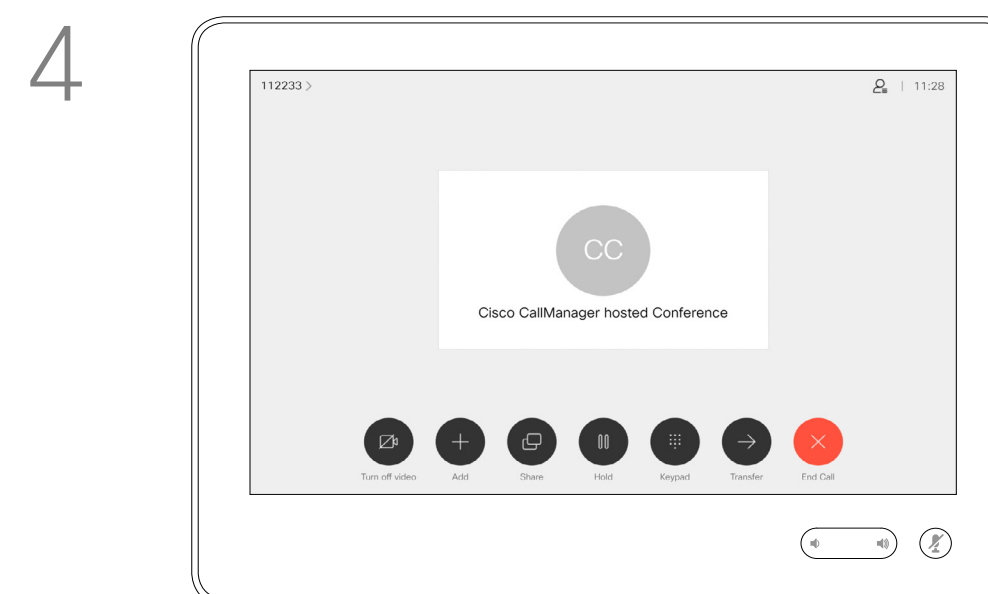 4
112233 >
| 11:28
CC
Cisco CallManager hosted Conference
Turn off video Add Share Hold Keypad Transfer End Call